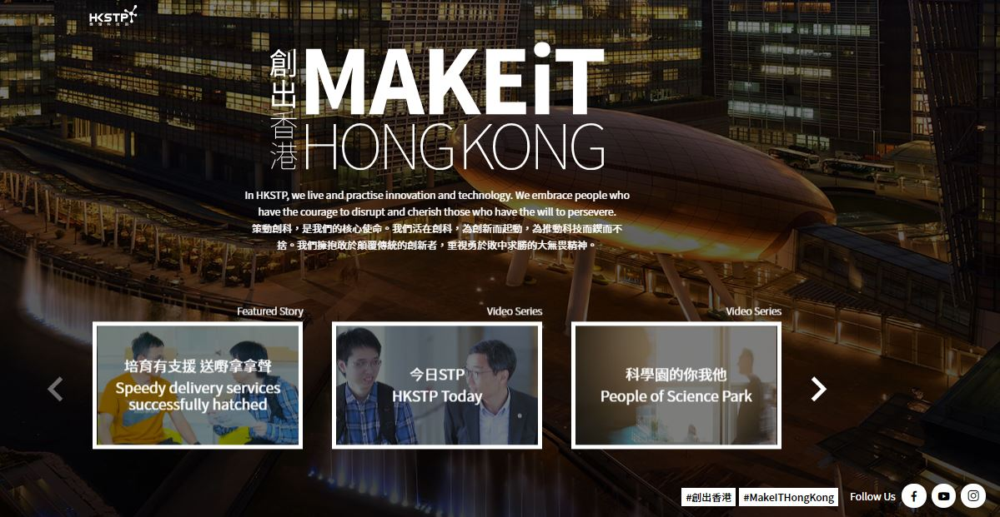 HKSTP
創出香港
MAKEiT
HONGKONG
In HKSTP, we live and practise innovation and technology. We embrace people who
have the courage to disrupt and cherish those who have the will to persevere.
策動創科，是我們的核心使命。我們活在創科，為創新而起動，為推動科技而鍥而不
捨。我們擁抱敢於顛覆傳統的創新者，重視勇於敗中求勝的大無畏精神。
Featured Story
培育有支援 送嘢拿拿聲
Speedy delivery services
successfully hatched
Video Series
今日STP
HKSTP Today
Video Series
科學園的你我他
People of Science Park
#創出香港
#MakeITHongKong
Follow Us